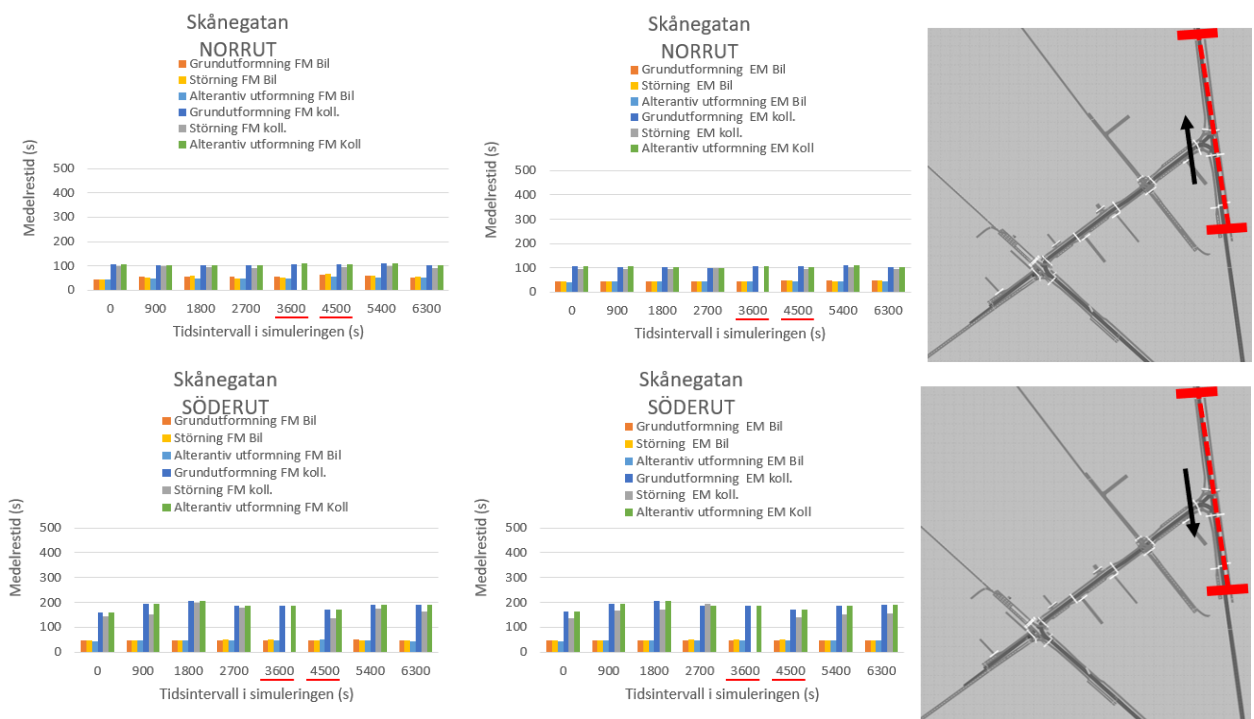 Skånegatan
NORRUT
Grundutformning FM Bil
Störning FM Bil
Alterantiv utformning FM Bil
Grundutformning FM koll.
Störning FM koll.
Alterantiv utformning FM Koll
Medelrestid (s)
500
400
300
200
100
0
0 900 1800 2700 3600 4500 5400 6300
Tidsintervall i simuleringen (s)
Skånegatan
NORRUT
Grundutformning EM Bil
Störning EM Bil
Alterantiv utformning EM Bil
Grundutformning EM koll.
Störning EM koll.
Alterantiv utformning EM Koll
Medelrestid (s)
500
400
300
200
100
0
0 900 1800 2700 3600 4500 5400 6300
Tidsintervall i simuleringen (s)
Skånegatan
SÖDERUT
Grundutformning FM Bil
Störning FM Bil
Alterantiv utformning FM Bil
Grundutformning FM koll.
Störning FM koll.
Alterantiv utformning FM Koll
Medelrestid (s)
500
400
300
200
100
0
0 900 1800 2700 3600 4500 5400 6300
Tidsintervall i simuleringen (s)
Skånegatan
SÖDERUT
Grundutformning EM Bil
Störning EM Bil
Alterantiv utformning EM Bil
Grundutformning EM koll.
Störning EM koll.
Alterantiv utformning EM Koll
Medelrestid (s)
500
400
300
200
100
0
0 900 1800 2700 3600 4500 5400 6300
Tidsintervall i simuleringen (s)